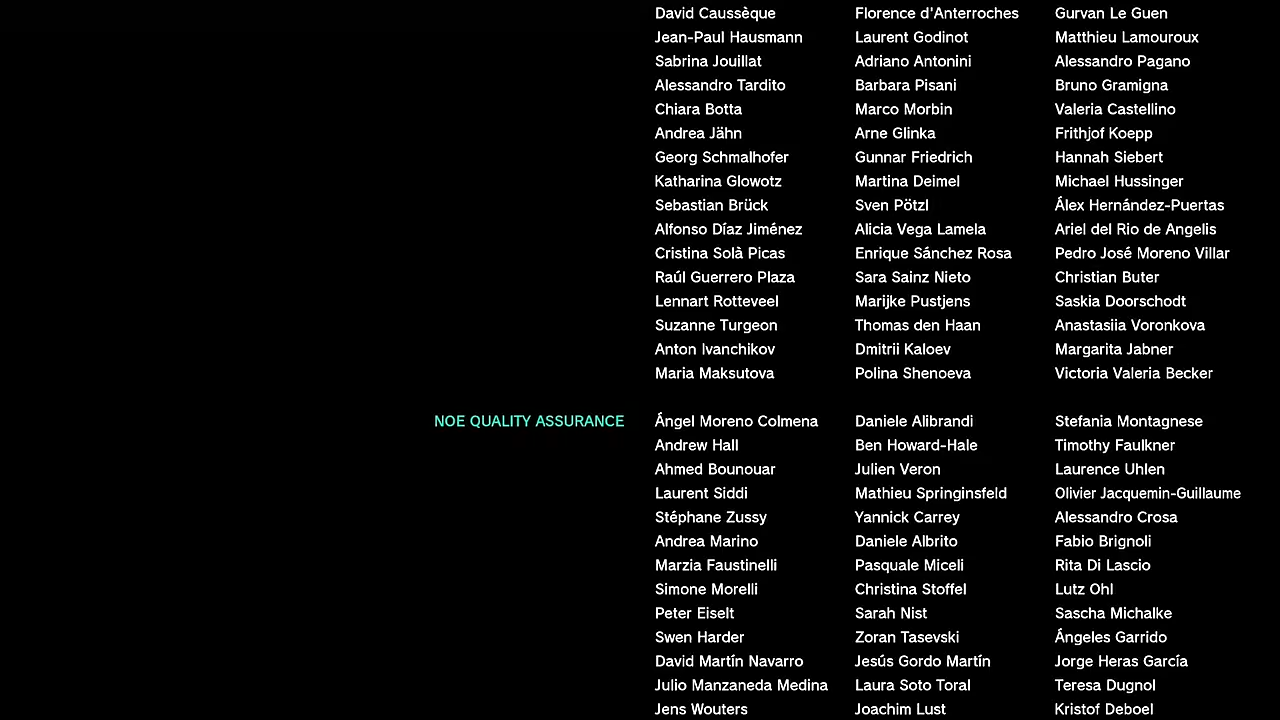 David Caussèque Florence d'Anterroches Gurvan Le Guen
Jean-Paul Hausmann Laurent Godinot Matthieu Lamouroux
Sabrina Jouillat Adriano Antonini Alessandro Pagano
Alessandro Tardito Barbara Pisani Bruno Gramigna
Chiara Botta Marco Morbin Valeria Castellino
Andrea Jähn Arne Glinka Frithjof Koepp
Georg Schmalhofer Gunnar Friedrich Hannah Siebert
Katharina Glowotz Martina Deimel Michael Hussinger
Sebastian Brück Sven Pötzl Álex Hernández-Puertas
Alfonso Díaz Jiménez Alicia Vega Lamela Ariel del Rio de Angelis
Cristina Solà Picas Enrique Sánchez Rosa Pedro José Moreno Villar
Raúl Guerrero Plaza Sara Sainz Nieto Christian Buter
Lennart Rotteveel Marijke Pustjens Saskia Doorschodt
Suzanne Turgeon Thomas den Haan Anastasiia Voronkova
Anton Ivanchikov Dmitrii Kaloev Margarita Jabner
Maria Maksutova Polina Shenoeva Victoria Valeria Becker
NOE QUALITY ASSURANCE Ángel Moreno Colmena Daniele Alibrandi Stefania Montagnese
Andrew Hall Ben Howard-Hale Timothy Faulkner
Ahmed Bounouar Julien Veron Laurence Uhlen
Laurent Siddi Mathieu Springinsfeld Olivier Jacquemin-Guillaume
Stéphane Zussy Yannick Carrey Alessandro Crosa
Andrea Marino Daniele Albrito Fabio Brignoli
Marzia Faustinelli Pasquale Miceli Rita Di Lascio
Simone Morelli Christina Stoffel Lutz Ohl
Peter Eiselt Sarah Nist Sascha Michalke
Swen Harder Zoran Tasevski Ángeles Garrido
David Martín Navarro Jesús Gordo Martín Jorge Heras García
Julio Manzaneda Medina Laura Soto Toral Teresa Dugnol
Jens Wouters Joachim Lust Kristof Deboel